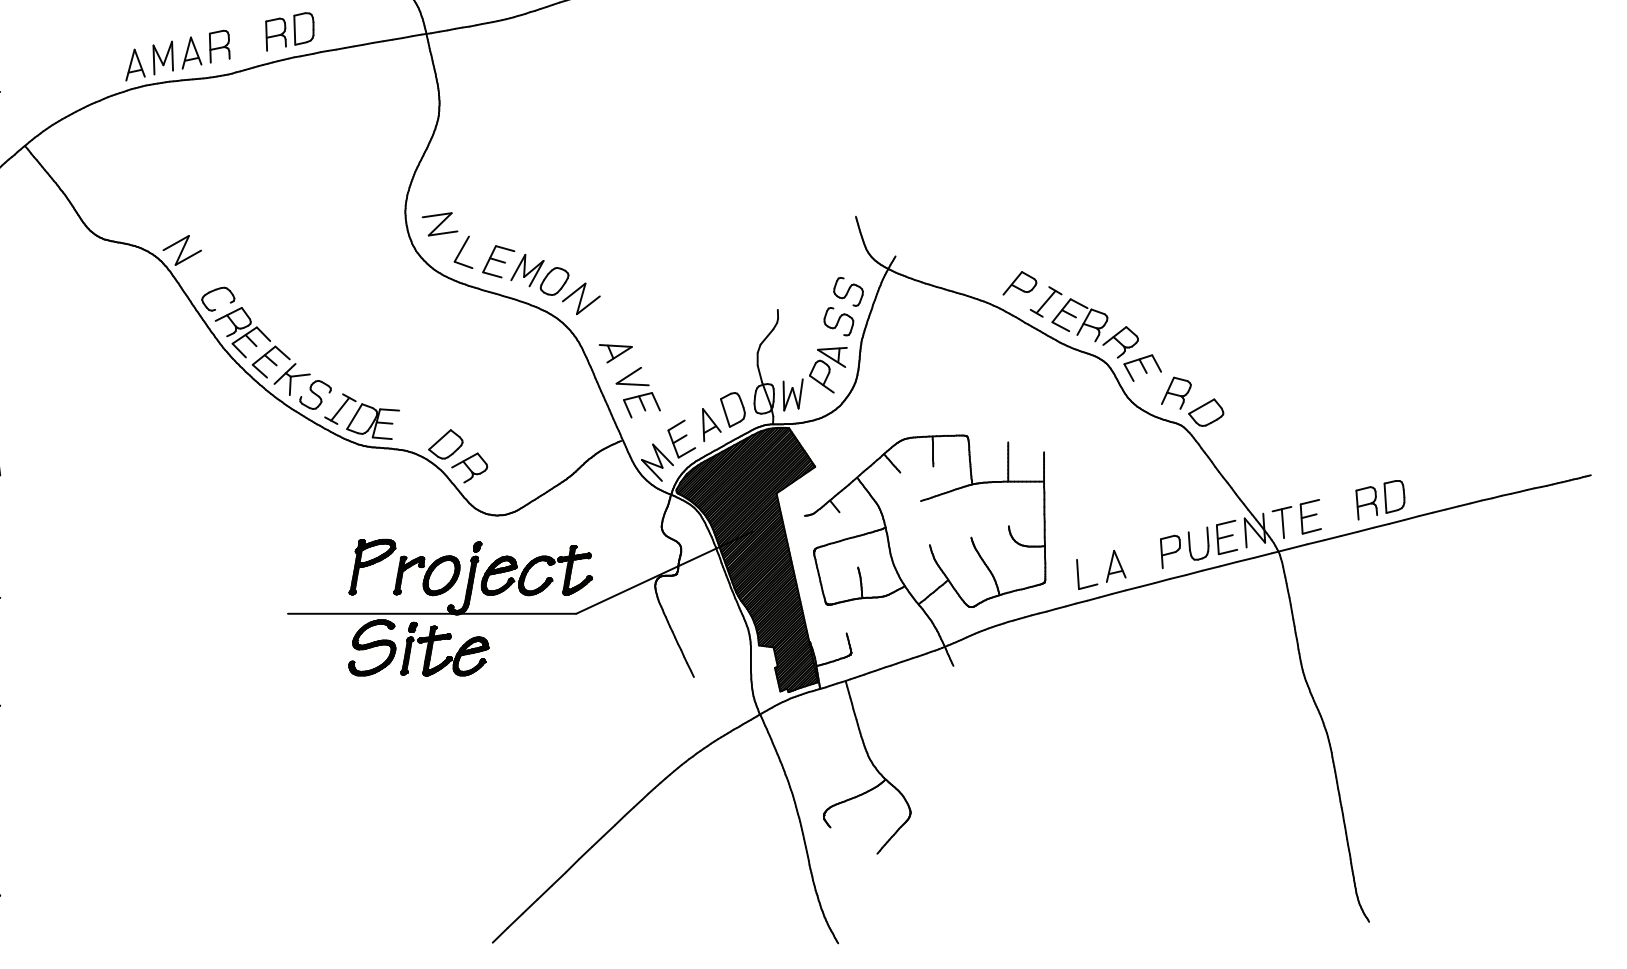 AMAR RD
N LEMON AVE
N CREEKSIDE DR
MEADOW PASS
PIERRE RD
LA PUENTE RD
Project
Site